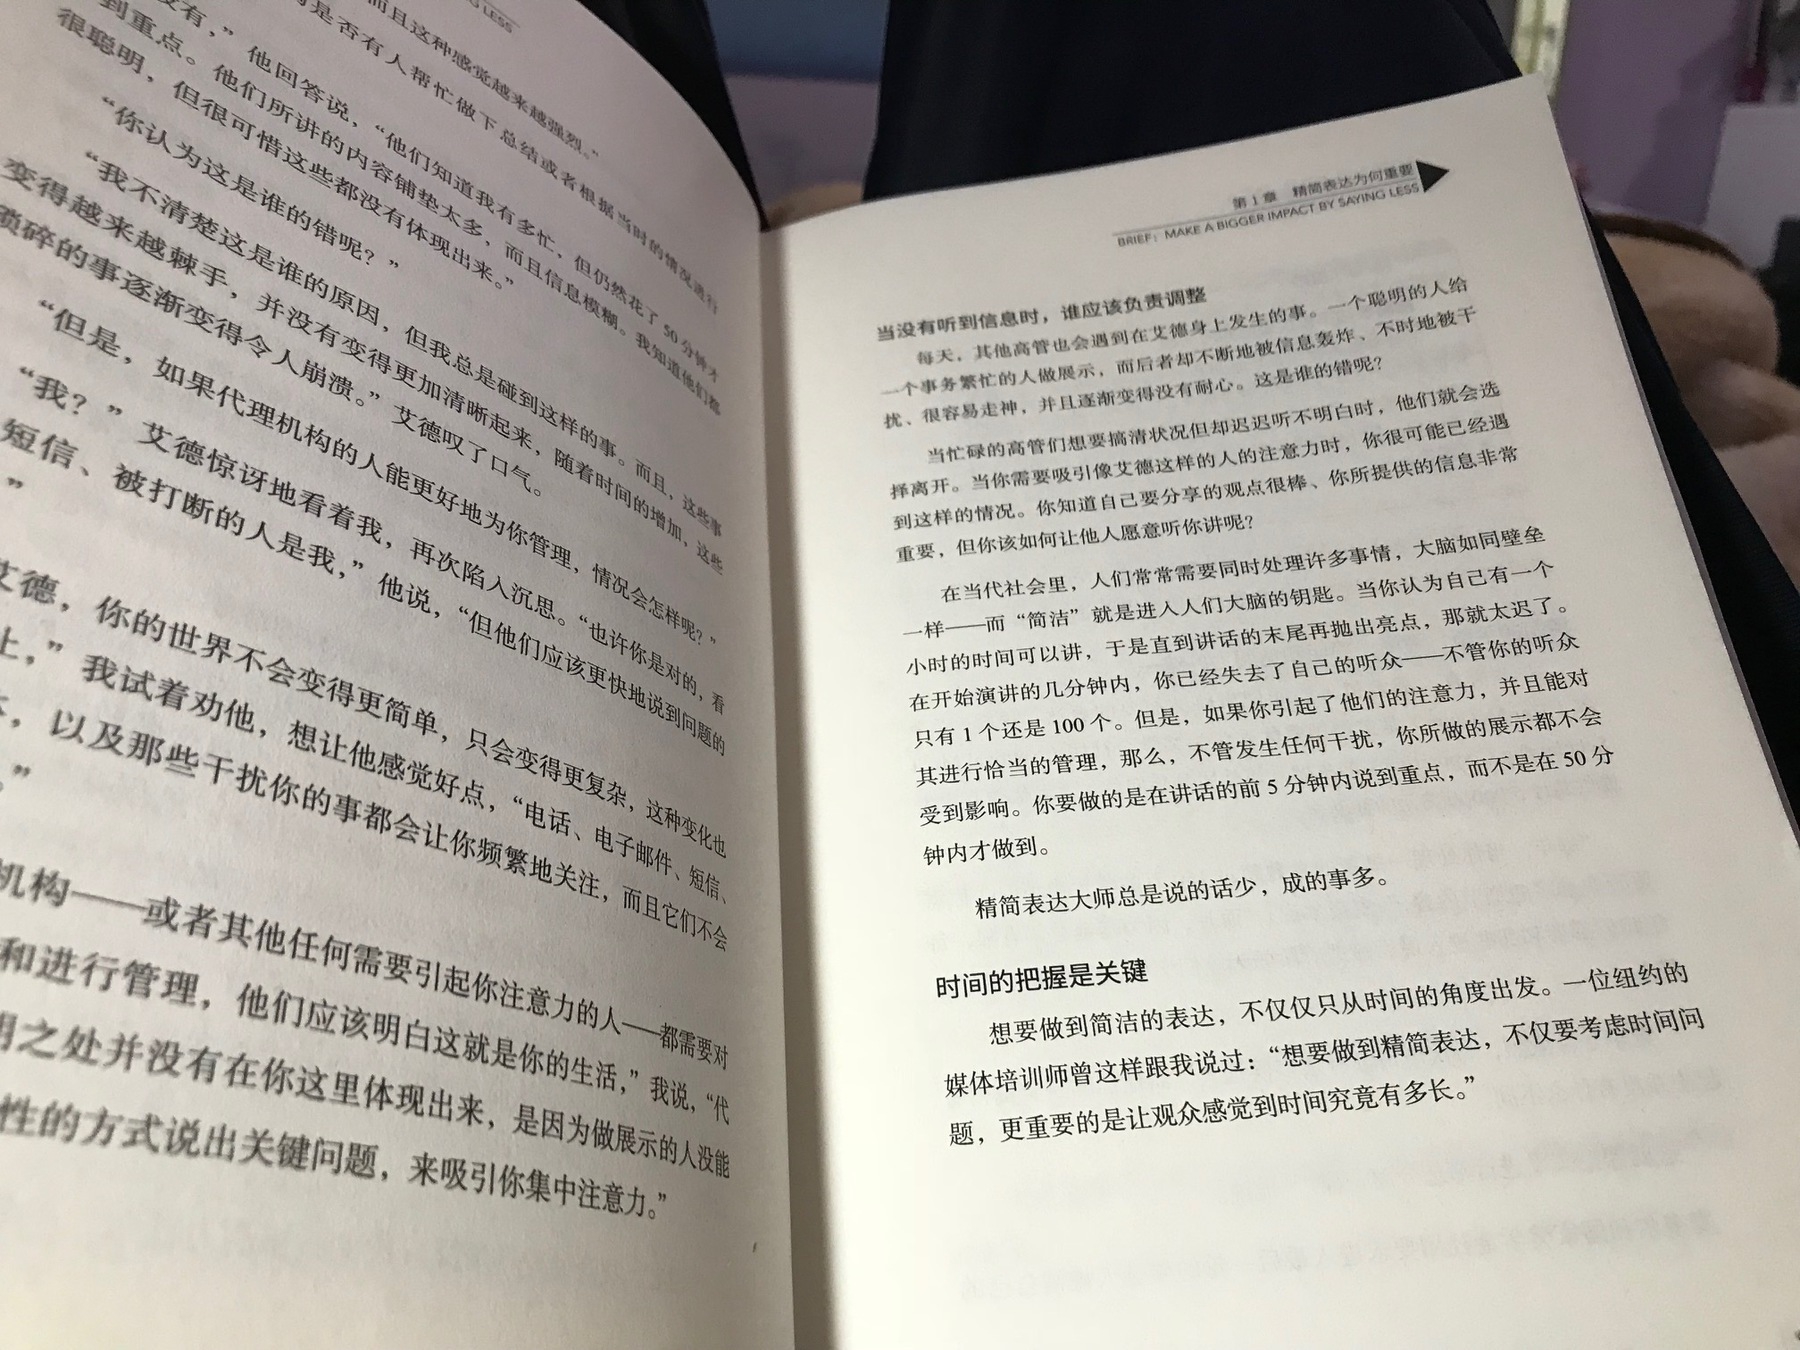 G LESS
而且这种感觉越来越强烈。”
是否有人帮忙做下总结或者根据当时的情况进行
没有，”他回答说，“他们知道我有多忙，但仍然花了 50 分钟才
到重点。他们所讲的内容铺垫太多，而且信息模糊。我知道他们都
很聪明，但很可惜这些都没有体现出来。”
“你认为这是谁的错呢？”
“我不清楚这是谁的原因，但我总是碰到这样的事。而且，这些事
变得越来越棘手，并没有变得更加清晰起来，随着时间的增加，这些
琐碎的事逐渐变得令人崩溃。”艾德叹了口气。
“但是，如果代理机构的人能更好地为你管理，情况会怎样呢？”
“我？”艾德惊讶地看着我，再次陷入沉思。“也许你是对的，看
短信、被打断的人是我，”他说，“但他们应该更快地说到问题的
”
艾德，你的世界不会变得更简单，只会变得更复杂，这种变化也
上，”我试着劝他，想让他感觉好点，“电话、电子邮件、短信、
，以及那些干扰你的事都会让你频繁地关注，而且它们不会
。”
机构——或者其他任何需要引起你注意力的人——都需要对
和进行管理，他们应该明白这就是你的生活，”我说，“代
明之处并没有在你这里体现出来，是因为做展示的人没能
性的方式说出关键问题，来吸引你集中注意力。”
第 1 章 精简表达为何重要
BRIEF：MAKE A BIGGER IMPACT BY SAYING LESS
当没有听到信息时，谁应该负责调整
每天，其他高管也会遇到在艾德身上发生的事。一个聪明的人给
一个事务繁忙的人做展示，而后者却不断地被信息轰炸、不时地被干
扰、很容易走神，并且逐渐变得没有耐心。这是谁的错呢？
当忙碌的高管们想要搞清状况但却迟迟听不明白时，他们就会选
择离开。当你需要吸引像艾德这样的人的注意力时，你很可能已经遇
到这样的情况。你知道自己要分享的观点很棒、你所提供的信息非常
重要，但你该如何让他人愿意听你讲呢？
在当代社会里，人们常常需要同时处理许多事情，大脑如同壁垒
一样——而“简洁”就是进入人们大脑的钥匙。当你认为自己有一个
小时的时间可以讲，于是直到讲话的末尾再抛出亮点，那就太迟了。
在开始演讲的几分钟内，你已经失去了自己的听众——不管你的听众
只有 1 个还是 100 个。但是，如果你引起了他们的注意力，并且能对
其进行恰当的管理，那么，不管发生任何干扰，你所做的展示都不会
受到影响。你要做的是在讲话的前 5 分钟内说到重点，而不是在 50 分
钟内才做到。
精简表达大师总是说的话少，成的事多。
时间的把握是关键
想要做到简洁的表达，不仅仅只从时间的角度出发。一位纽约的
媒体培训师曾这样跟我说过：“想要做到精简表达，不仅要考虑时间问
题，更重要的是让观众感觉到时间究竟有多长。”